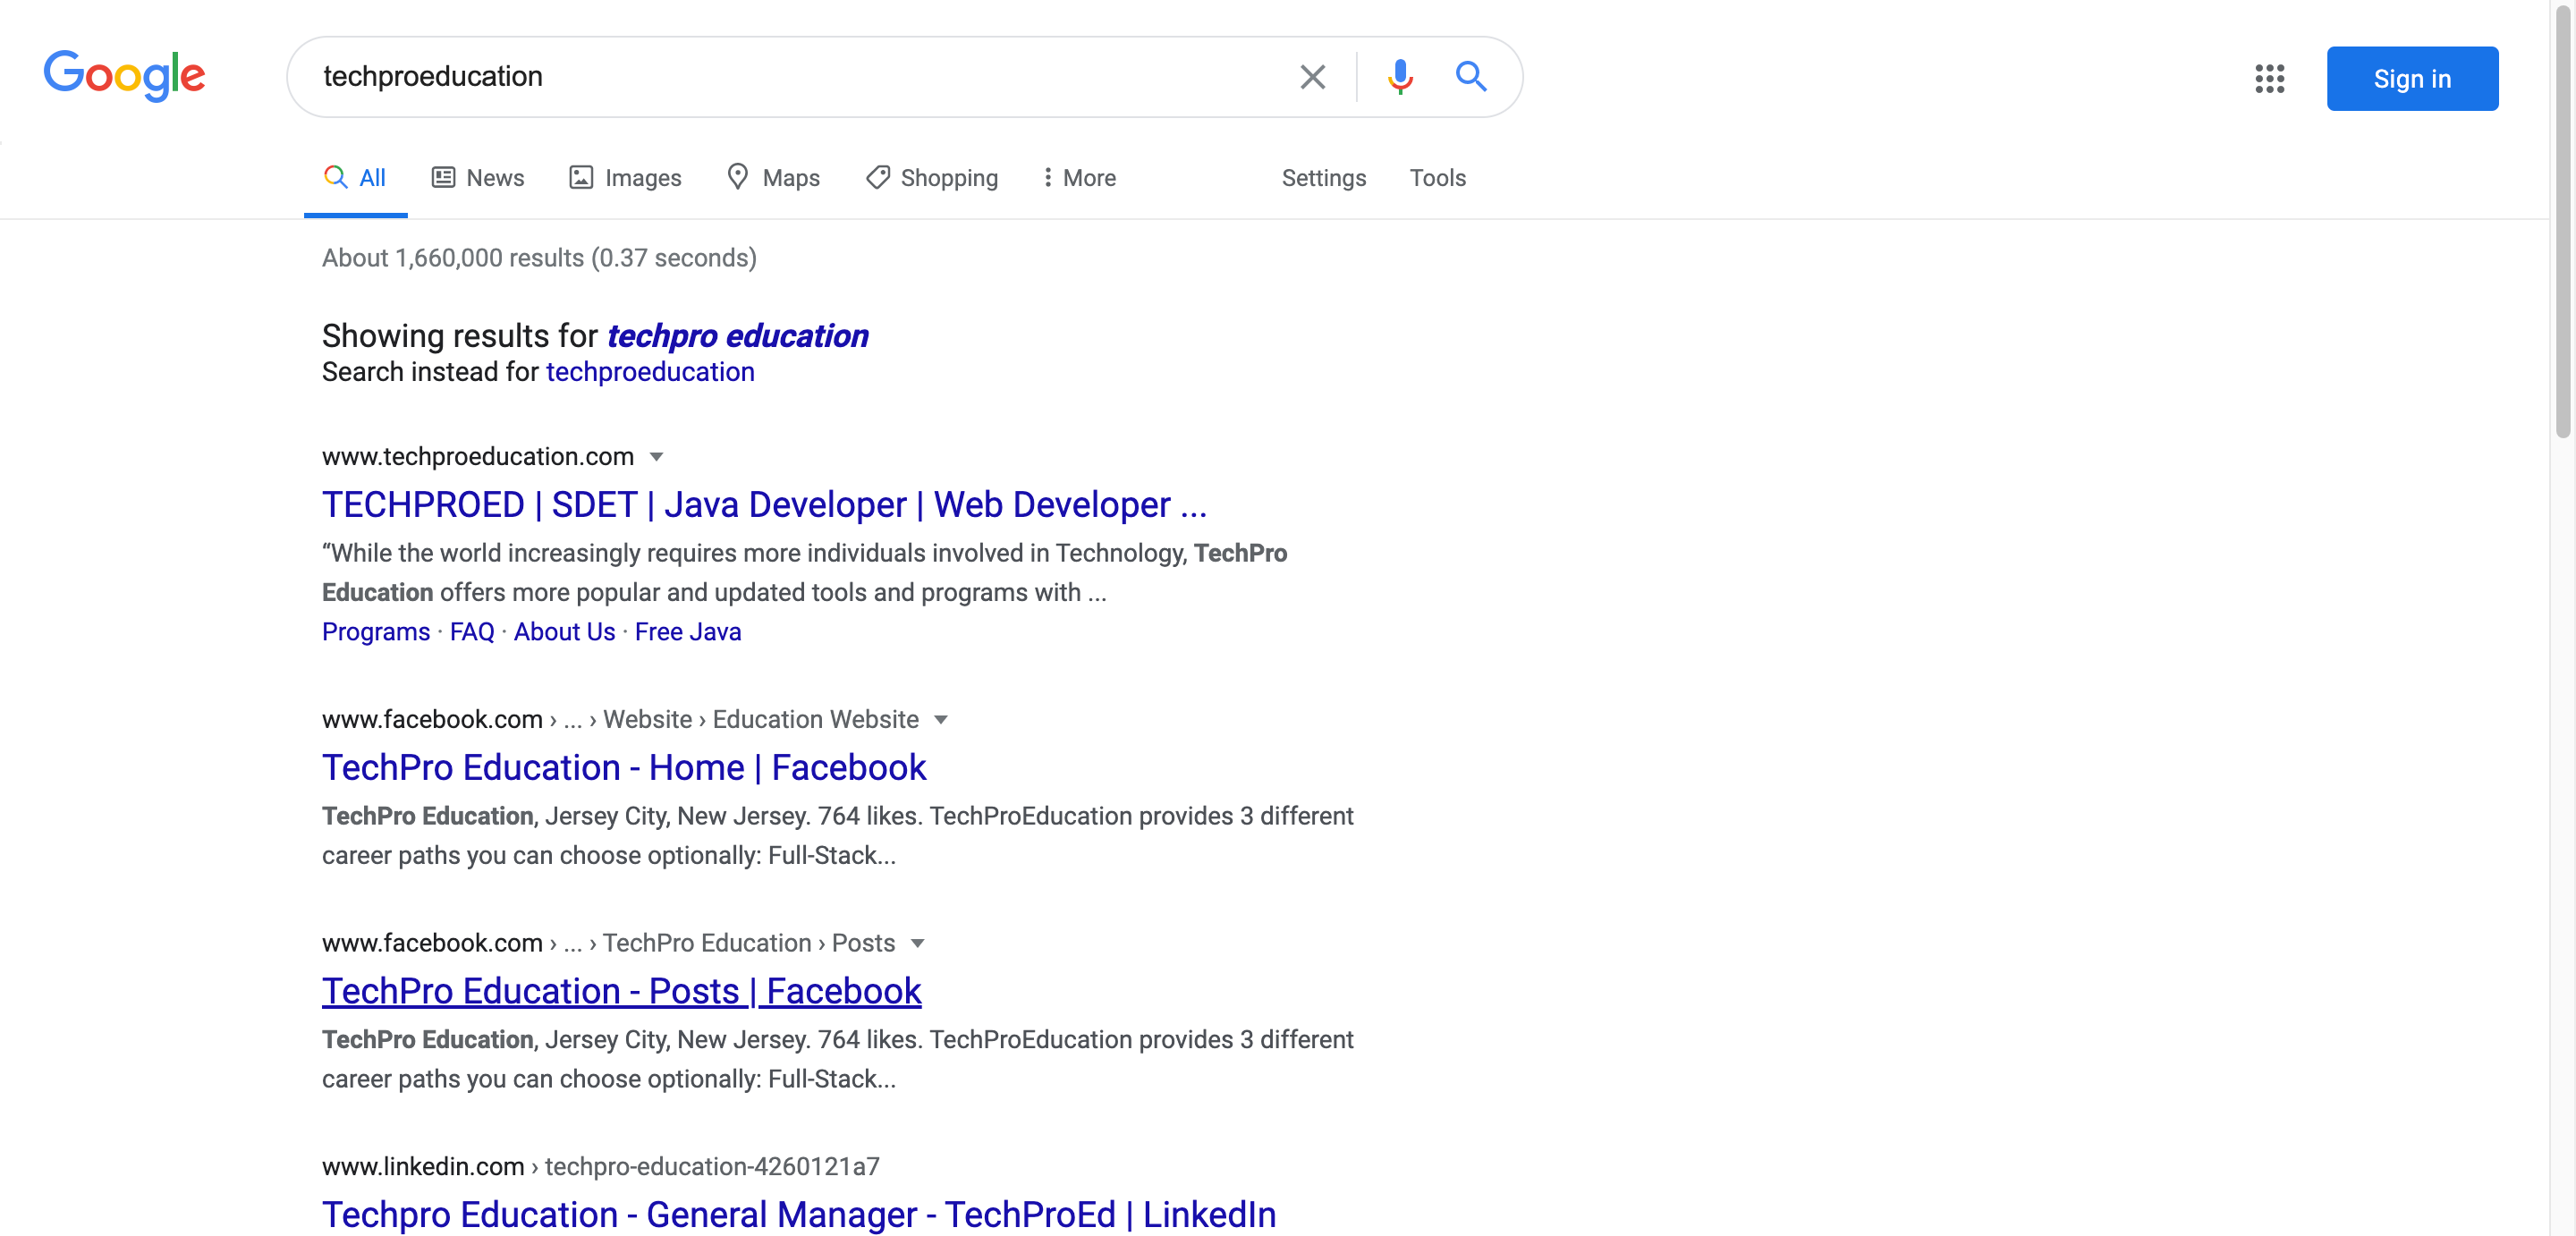 Google
techproeducation
Sign in
All News Images Maps Shopping More Settings Tools
About 1,660,000 results (0.37 seconds)
Showing results for techpro education
Search instead for techproeducation
www.techproeducation.com
TECHPROED | SDET | Java Developer | Web Developer ...
“While the world increasingly requires more individuals involved in Technology, TechPro
Education offers more popular and updated tools and programs with ...
Programs · FAQ · About Us · Free Java
www.facebook.com › ... › Website › Education Website
TechPro Education - Home | Facebook
TechPro Education, Jersey City, New Jersey. 764 likes. TechProEducation provides 3 different
career paths you can choose optionally: Full-Stack...
www.facebook.com › ... › TechPro Education › Posts
TechPro Education - Posts | Facebook
TechPro Education, Jersey City, New Jersey. 764 likes. TechProEducation provides 3 different
career paths you can choose optionally: Full-Stack...
www.linkedin.com › techpro-education-4260121a7
Techpro Education - General Manager - TechProEd | LinkedIn